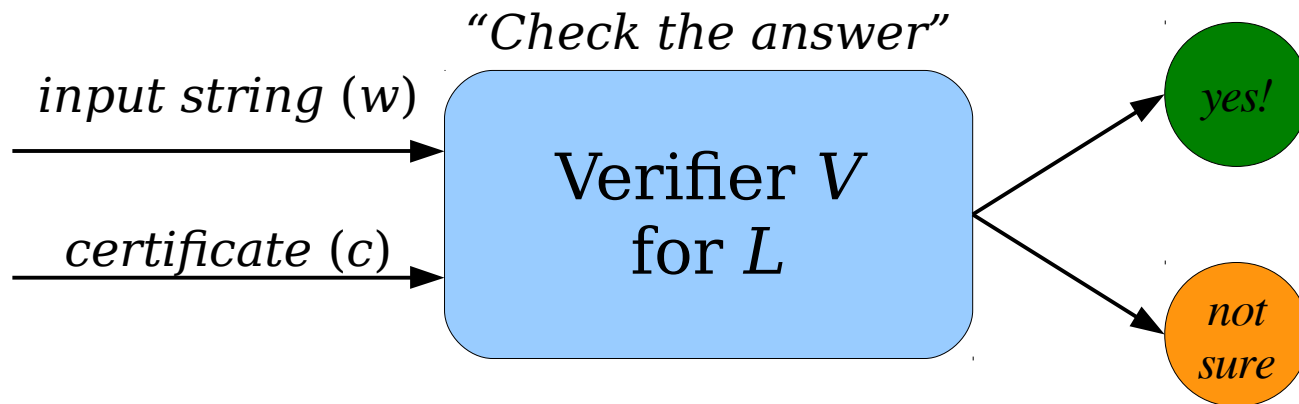 “Check the answer”
input string (w)
certificate (c)
Verifier V
for L
yes!
not
sure